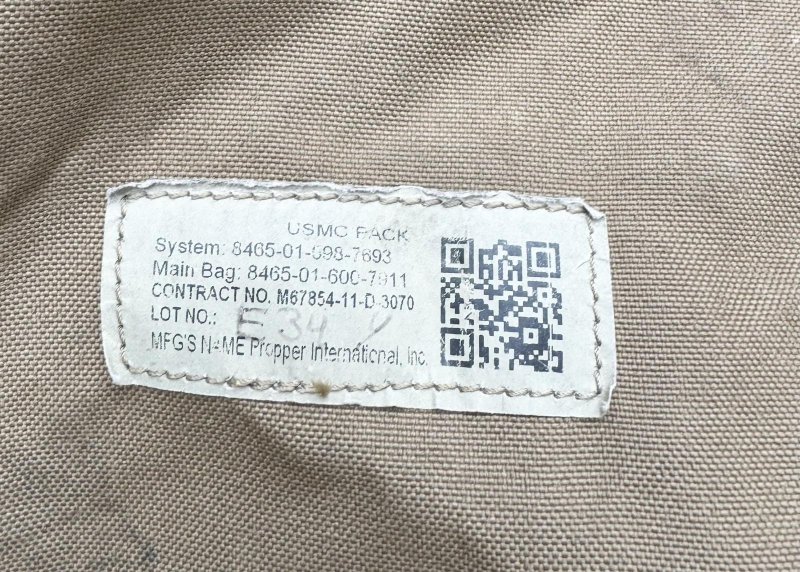 USMC PACK
System: 8465-01-598-7693
Main Bag: 8465-01-600-7911
CONTRACT NO. M67854-11-D-3070
LOT NO.: E34
MFG'S NAME Propper International, Inc.